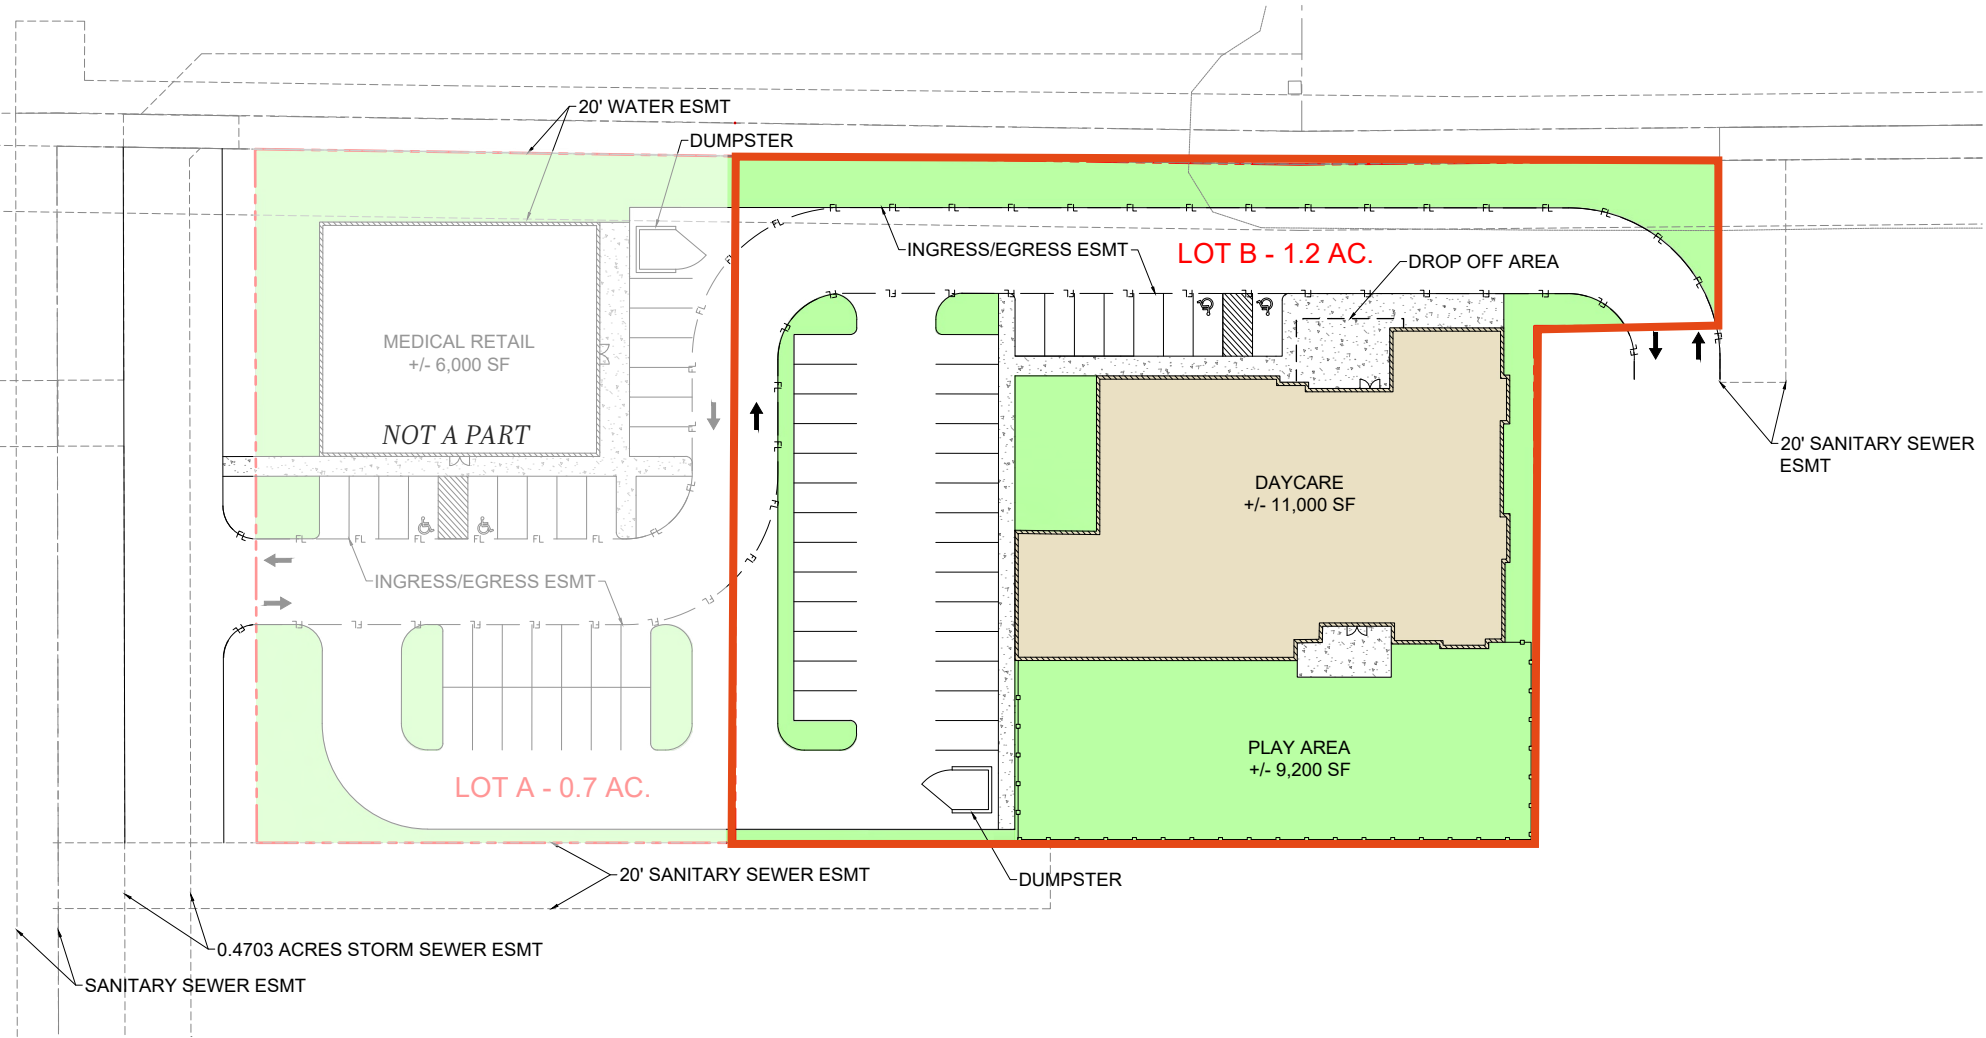 20' WATER ESMT
DUMPSTER
INGRESS/EGRESS ESMT
LOT B - 1.2 AC.
DROP OFF AREA
MEDICAL RETAIL
+/- 6,000 SF
NOT A PART
20' SANITARY SEWER
ESMT
DAYCARE
+/- 11,000 SF
INGRESS/EGRESS ESMT
PLAY AREA
+/- 9,200 SF
LOT A - 0.7 AC.
20' SANITARY SEWER ESMT
DUMPSTER
0.4703 ACRES STORM SEWER ESMT
SANITARY SEWER ESMT